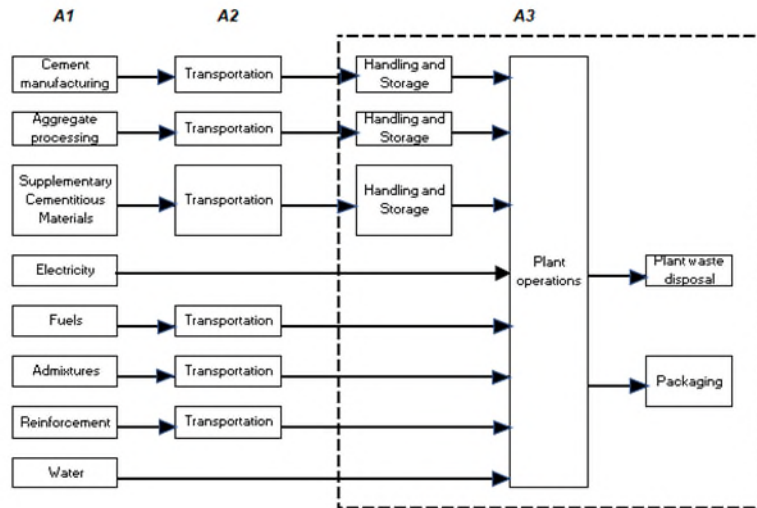 A1 A2 A3
Cement
manufacturing
Transportation
Handling and
Storage
Aggregate
processing
Transportation
Handling and
Storage
Supplementary
Cementitious
Materials
Transportation
Handling and
Storage
Electricity
Plant
operations
Plant waste
disposal
Fuels
Transportation
Admixtures
Transportation
Packaging
Reinforcement
Transportation
Water